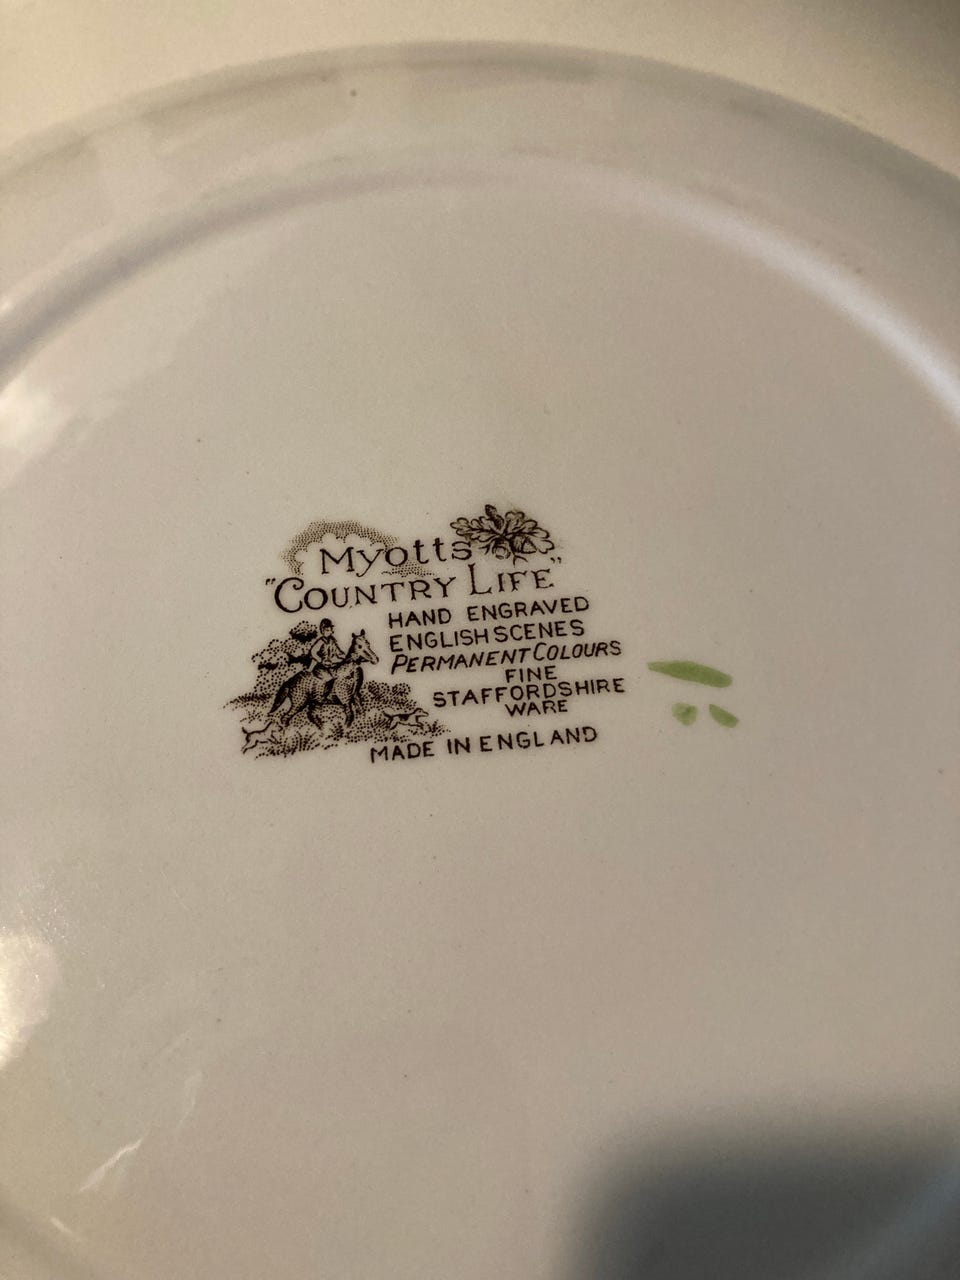 Myotts
"COUNTRY LIFE"
HAND ENGRAVED
ENGLISH SCENES
PERMANENT COLOURS
FINE
STAFFORDSHIRE
WARE
MADE IN ENGLAND